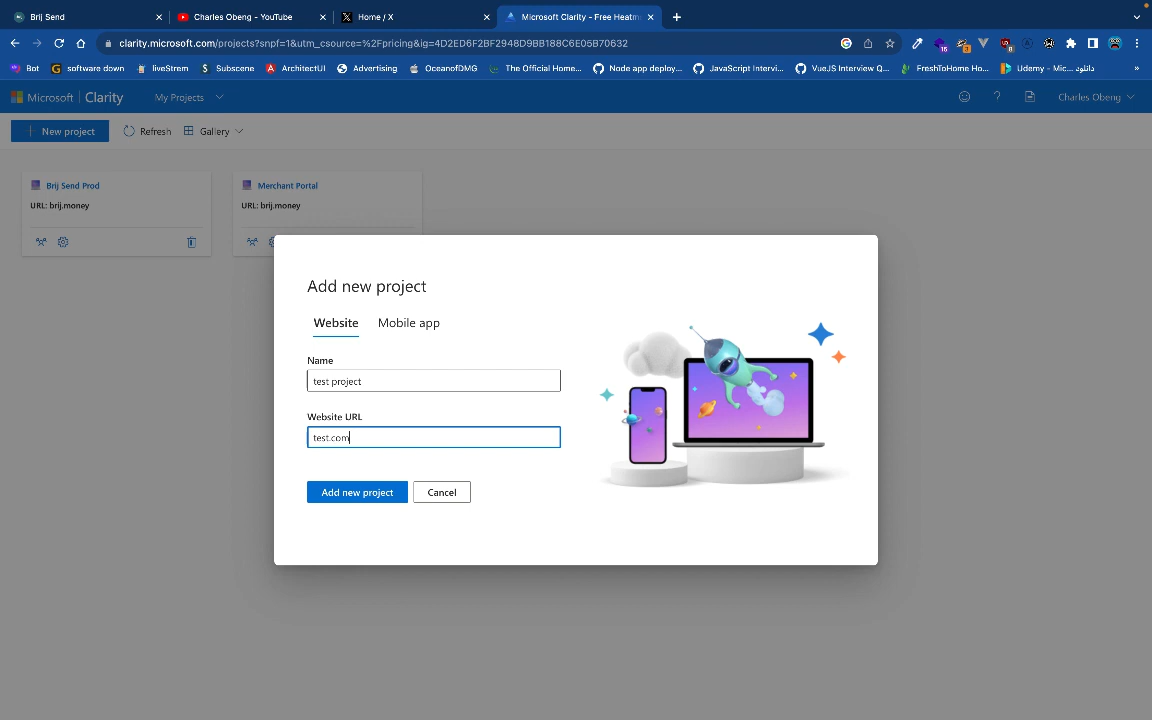 Brij Send
Charles Obeng - YouTube
Home / X
Microsoft Clarity - Free Heatm
clarity.microsoft.com/projects?snpf=1&utm_csource=%2Fpricing&ig=4D2ED6F2BF2948D9BB188C6E05B70632
Bot
software down
liveStrem
Subscene
ArchitectUI
Advertising
OceanofDMG
The Official Home...
Node app deploy...
JavaScript Intervi...
VueJS Interview Q...
FreshToHome Ho...
Udemy - Mic... دانلود
»
Microsoft | Clarity
My Projects
?
Charles Obeng
+ New project
Refresh
Gallery
Brij Send Prod
URL: brij.money
Merchant Portal
URL: brij.money
Add new project
Website
Mobile app
Name
test project
Website URL
test.com
Add new project
Cancel